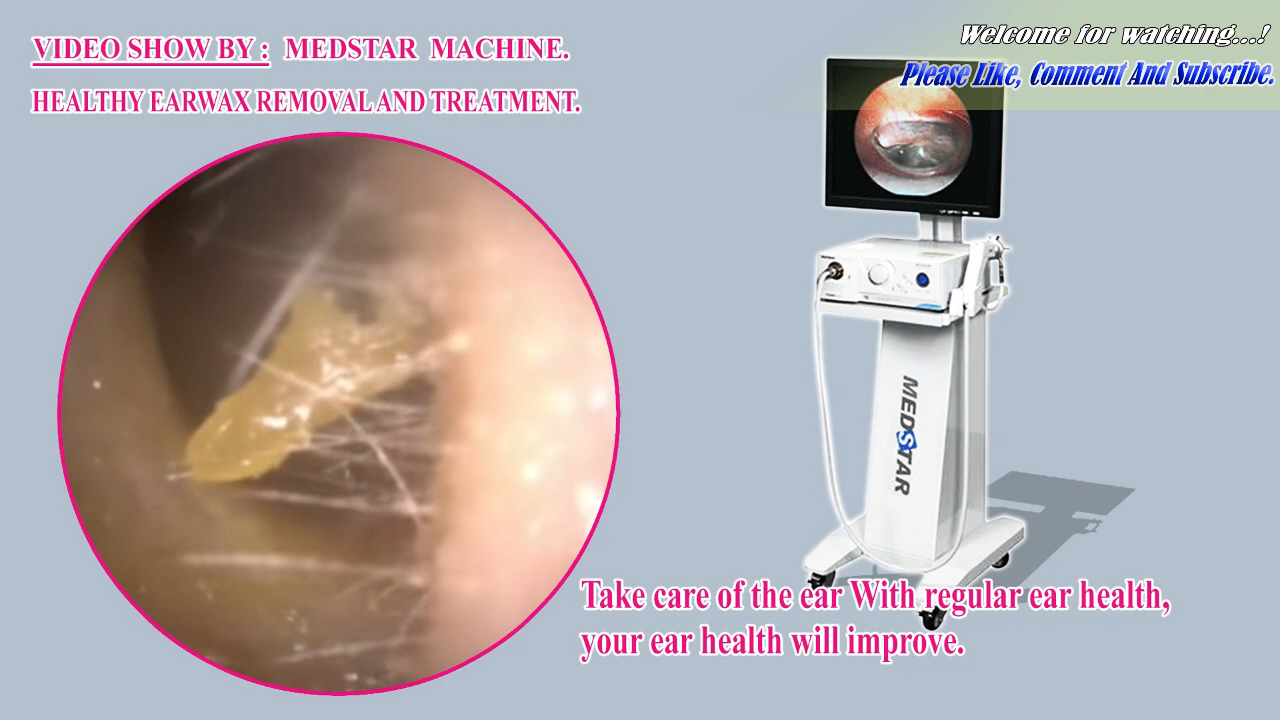 VIDEO SHOW BY : MEDSTAR MACHINE.
HEALTHY EARWAX REMOVAL AND TREATMENT.
Welcome for watching...!
Please Like, Comment And Subscribe.
MEDSTAR
Take care of the ear With regular ear health,
your ear health will improve.